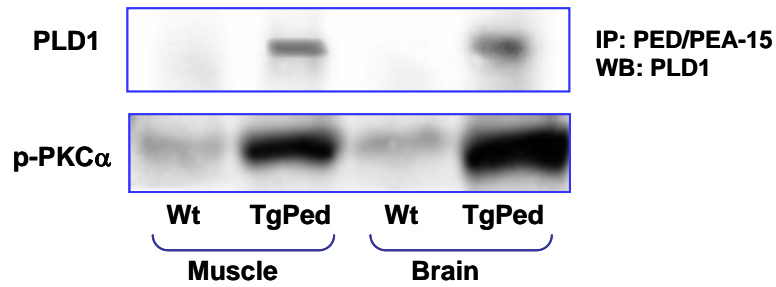 PLD1
IP: PED/PEA-15
WB: PLD1
p-PKCα
Wt TgPed Wt TgPed
Muscle Brain